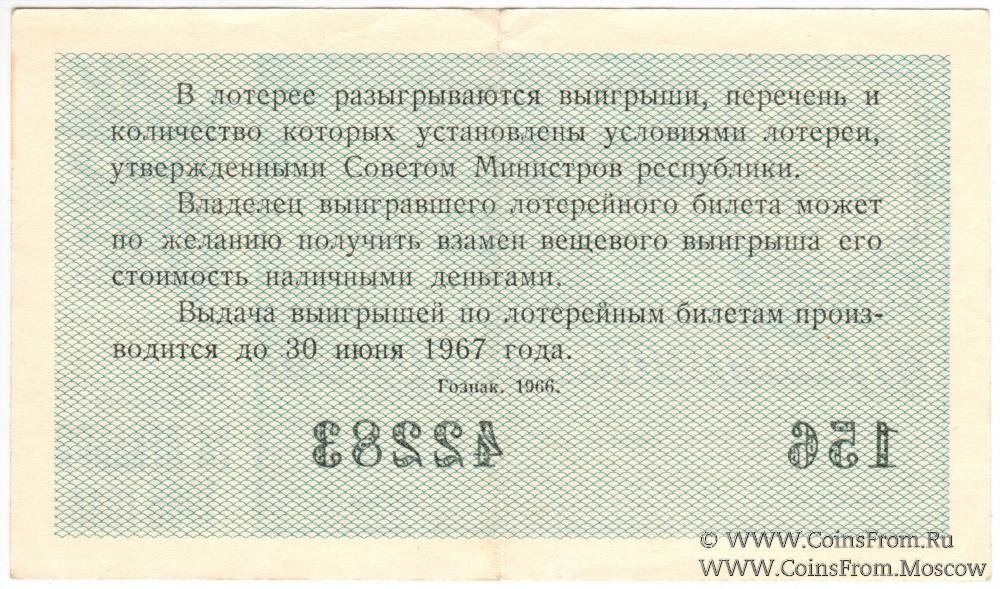 В лотерее разыгрываются выигрыши, перечень и
количество которых установлены условиями лотереи,
утвержденными Советом Министров республики.
Владелец выигравшего лотерейного билета может
по желанию получить взамен вещевого выигрыша его
стоимость наличными деньгами.
Выдача выигрышей по лотерейным билетам произ-
водится до 30 июня 1967 года.
Гознак. 1966.
42283 156
© WWW.CoinsFrom.Ru
WWW.CoinsFrom.Moscow